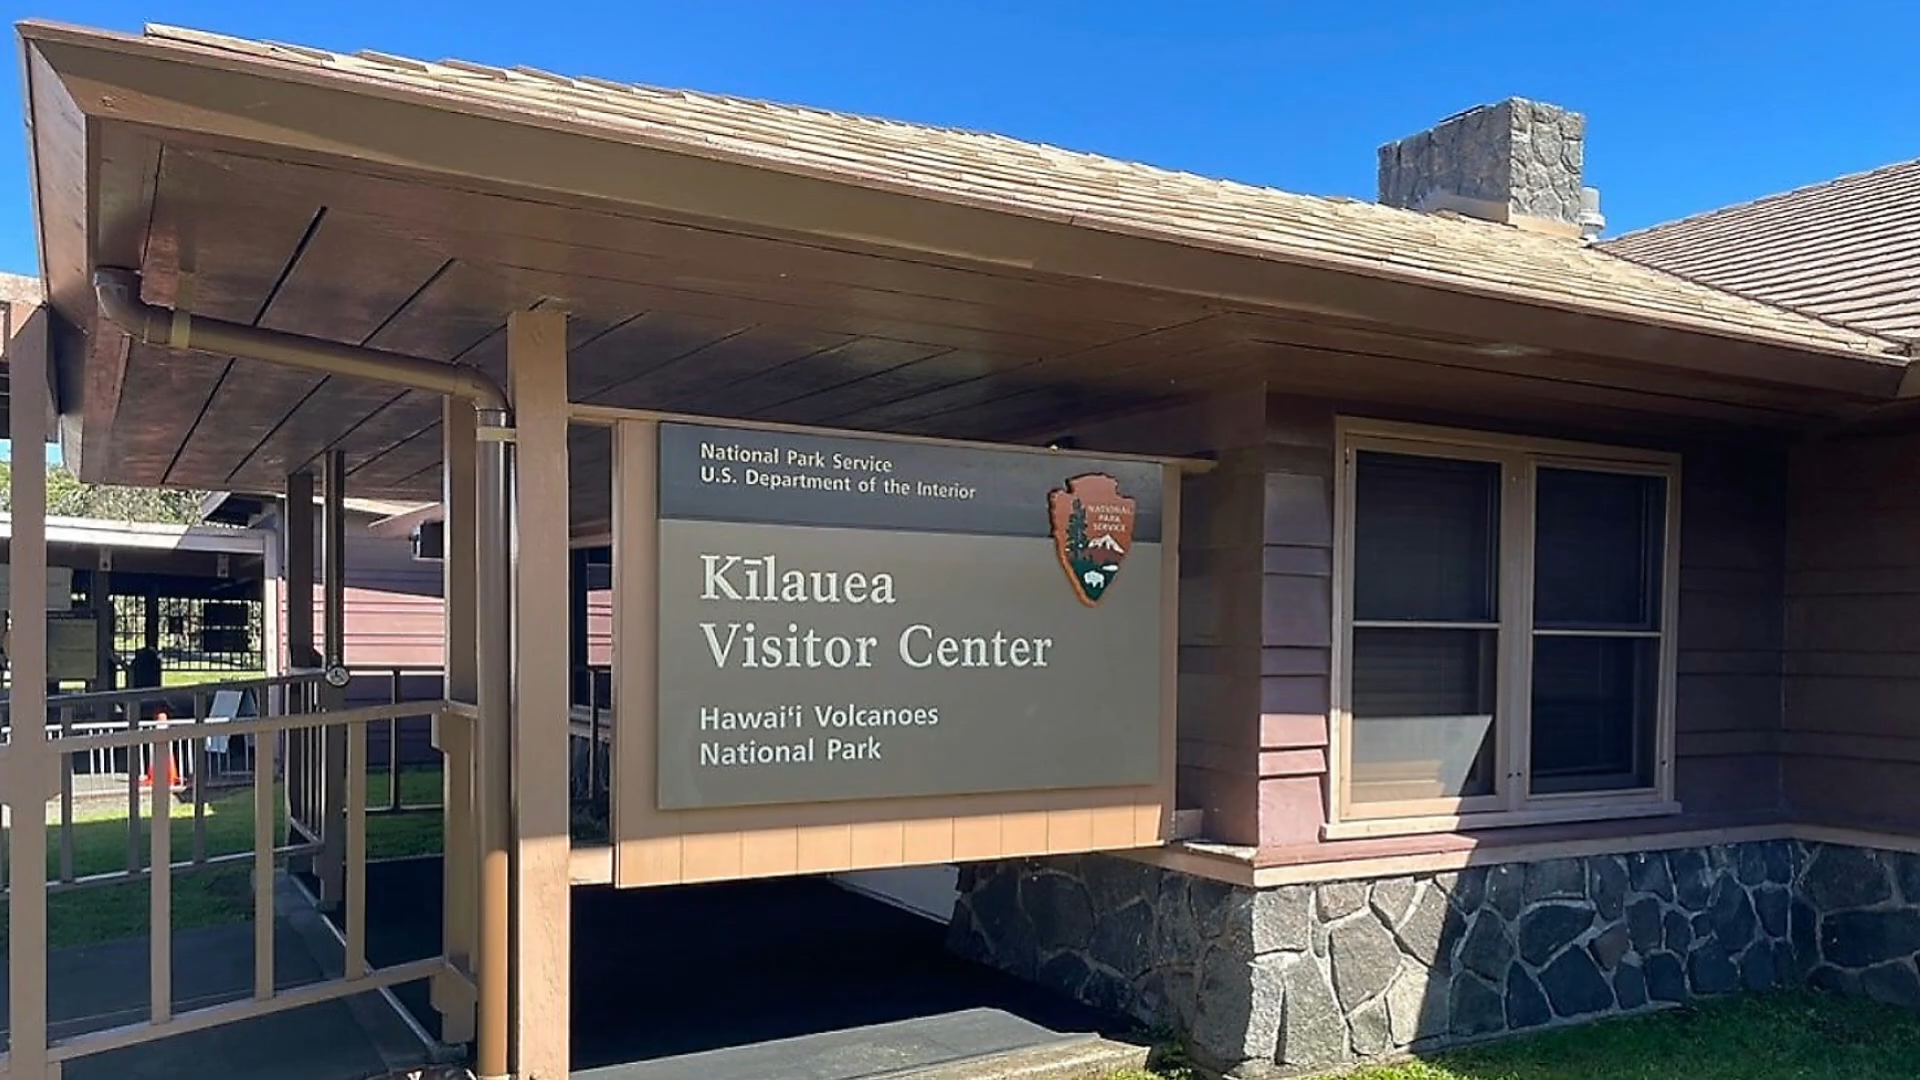 National Park Service
U.S. Department of the Interior
NATIONAL
PARK
SERVICE
Kīlauea
Visitor Center
Hawaiʻi Volcanoes
National Park